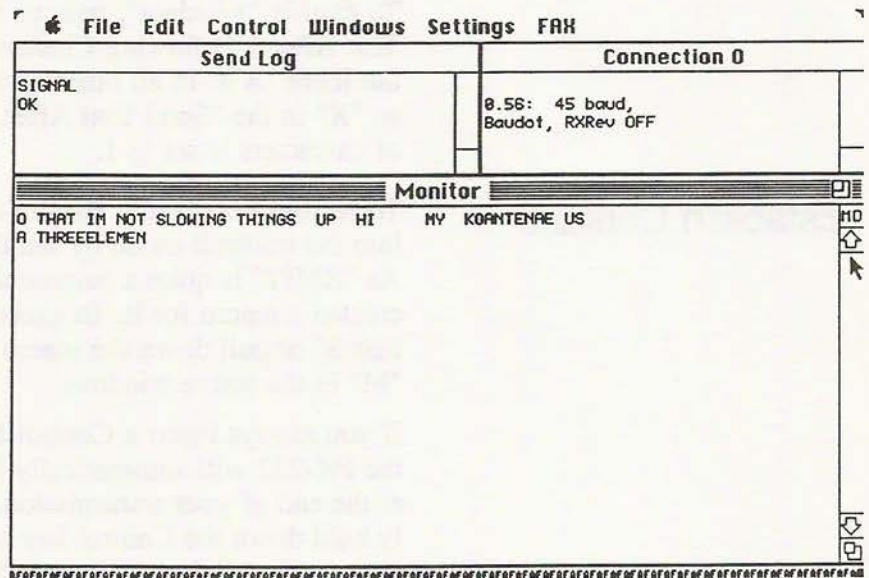 File Edit Control Windows Settings FAX
Send Log
SIGNAL
OK
Connection 0
0.56: 45 baud,
Baudot, RXRev OFF
Monitor
O THAT IM NOT SLOWING THINGS UP WI MY KOANTENAE US
A THREEELEMEN
MO